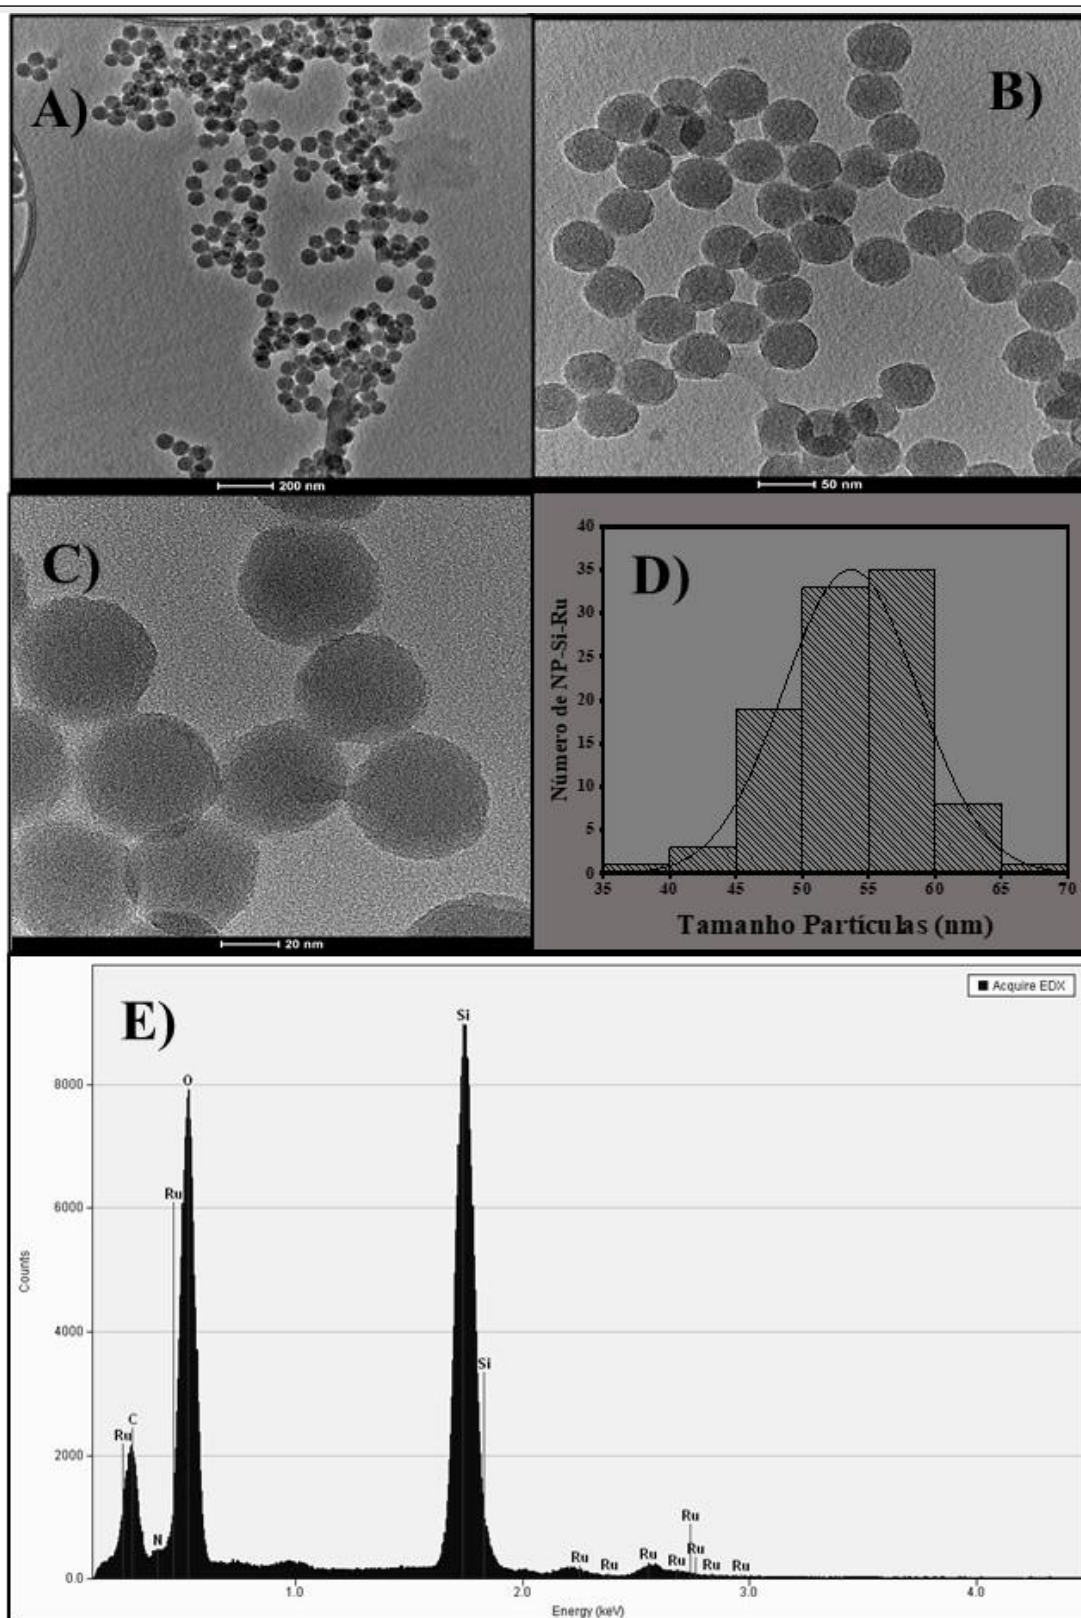 A)
B)
200 nm
50 nm
C)
20 nm
D)
40
35
30
25
20
15
10
5
0
35 40 45 50 55 60 65 70
Número de NP-Si-Ru
Tamanho Partículas (nm)
E)
Acquire EDX
Si
O
Ru
Si
Ru
C
N
Ru
Ru
Ru
Ru
Ru
Ru
Ru
Ru
8000
6000
4000
2000
0.0
Counts
1.0 2.0 3.0 4.0
Energy (keV)